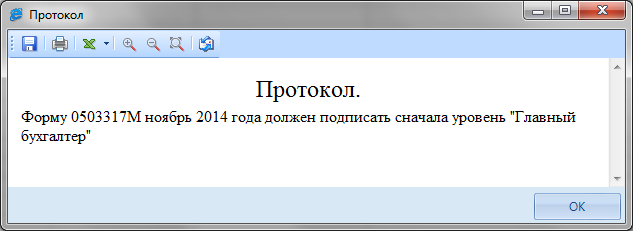 Протокол
Протокол.
Форму 0503317М ноябрь 2014 года должен подписать сначала уровень "Главный
бухгалтер"
OK